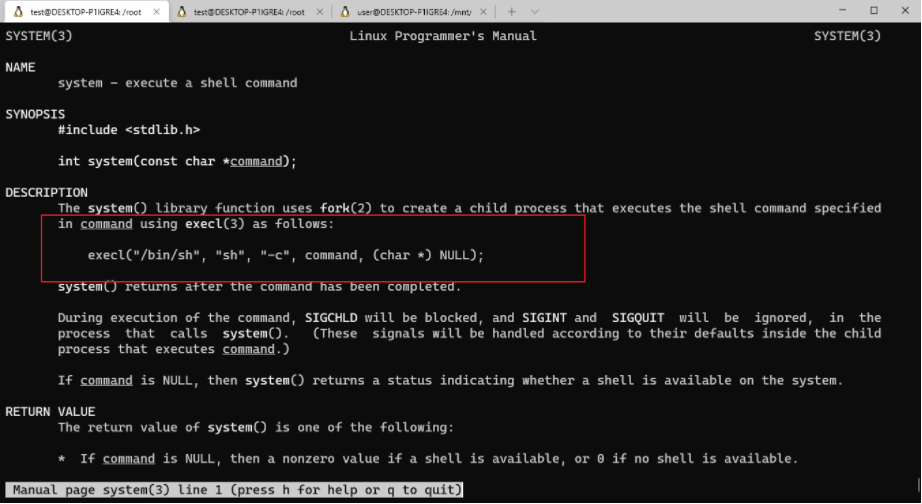 test@DESKTOP-P1IGRE4: /root test@DESKTOP-P1IGRE4: /root user@DESKTOP-P1IGRE4: /mnt/
SYSTEM(3) Linux Programmer's Manual SYSTEM(3)
NAME
system - execute a shell command
SYNOPSIS
#include <stdlib.h>
int system(const char *command);
DESCRIPTION
The system() library function uses fork(2) to create a child process that executes the shell command specified
in command using execl(3) as follows:
execl("/bin/sh", "sh", "-c", command, (char *) NULL);
system() returns after the command has been completed.
During execution of the command, SIGCHLD will be blocked, and SIGINT and SIGQUIT will be ignored, in the
process that calls system(). (These signals will be handled according to their defaults inside the child
process that executes command.)
If command is NULL, then system() returns a status indicating whether a shell is available on the system.
RETURN VALUE
The return value of system() is one of the following:
* If command is NULL, then a nonzero value if a shell is available, or 0 if no shell is available.
Manual page system(3) line 1 (press h for help or q to quit)